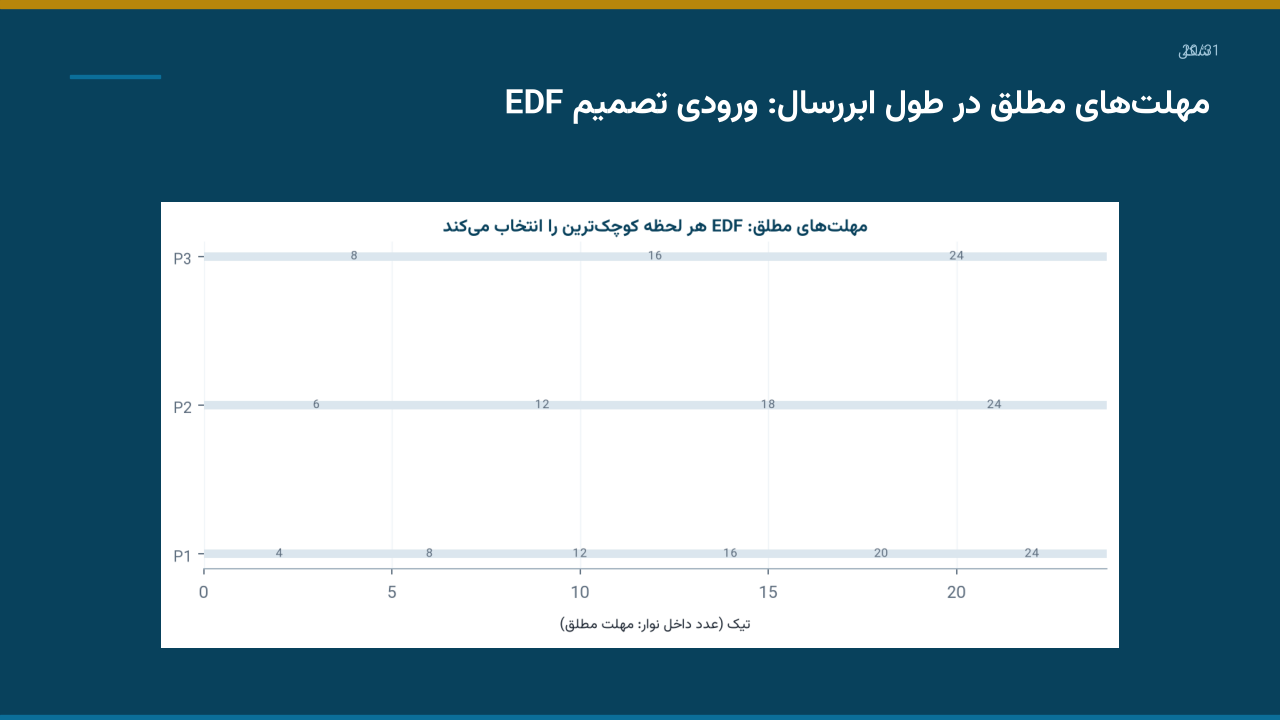 20/31
مهلت‌های مطلق در طول ابررسال: ورودی تصمیم EDF
مهلت‌های مطلق: EDF هر لحظه کوچک‌ترین را انتخاب می‌کند
P3 8 16 24
P2 6 12 18 24
P1 4 8 12 16 20 24
0 5 10 15 20
تیک (عدد داخل نوار: مهلت مطلق)